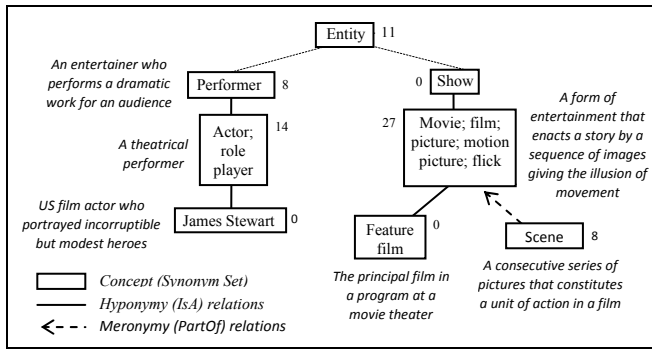 Entity 11
An entertainer who
performs a dramatic
work for an audience
Performer 8
0 Show
A theatrical
performer
Actor;
role
player
14
27
Movie; film;
picture; motion
picture; flick
A form of
entertainment that
enacts a story by a
sequence of images
giving the illusion of
movement
US film actor who
portrayed incorruptible
but modest heroes
James Stewart 0
Feature
film
0
Scene 8
The principal film in
a program at a
movie theater
A consecutive series of
pictures that constitutes
a unit of action in a film
Concept (Synonym Set)
Hyponymy (IsA) relations
Meronymy (PartOf) relations